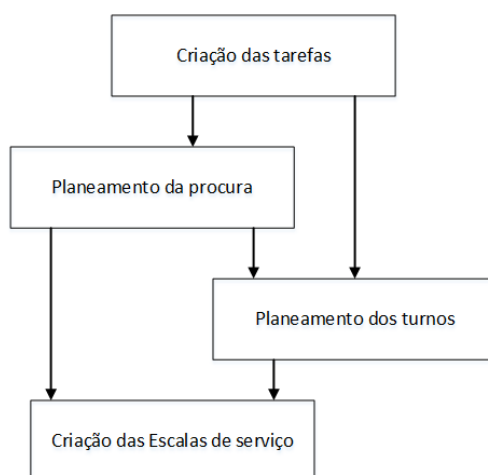 Criação das tarefas
Planeamento da procura
Planeamento dos turnos
Criação das Escalas de serviço